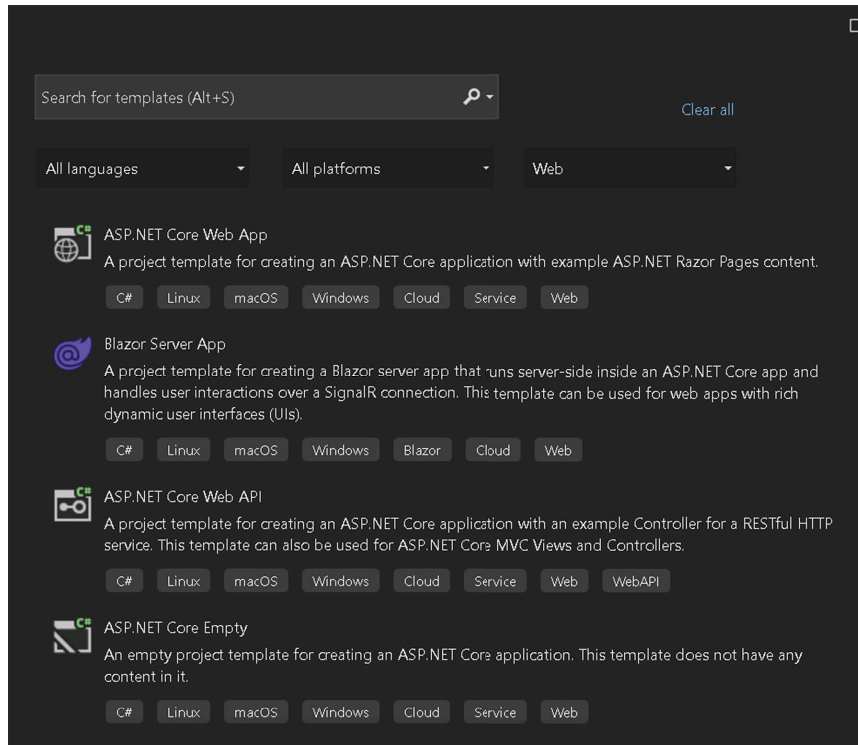 Search for templates (Alt+S)
Clear all
All languages
All platforms
Web
C#
ASP.NET Core Web App
A project template for creating an ASP.NET Core application with example ASP.NET Razor Pages content.
C# Linux macOS Windows Cloud Service Web
Blazor Server App
A project template for creating a Blazor server app that runs server-side inside an ASP.NET Core app and
handles user interactions over a SignalR connection. This template can be used for web apps with rich
dynamic user interfaces (UIs).
C# Linux macOS Windows Blazor Cloud Web
C#
ASP.NET Core Web API
A project template for creating an ASP.NET Core application with an example Controller for a RESTful HTTP
service. This template can also be used for ASP.NET Core MVC Views and Controllers.
C# Linux macOS Windows Cloud Service Web WebAPI
C#
ASP.NET Core Empty
An empty project template for creating an ASP.NET Core application. This template does not have any
content in it.
C# Linux macOS Windows Cloud Service Web